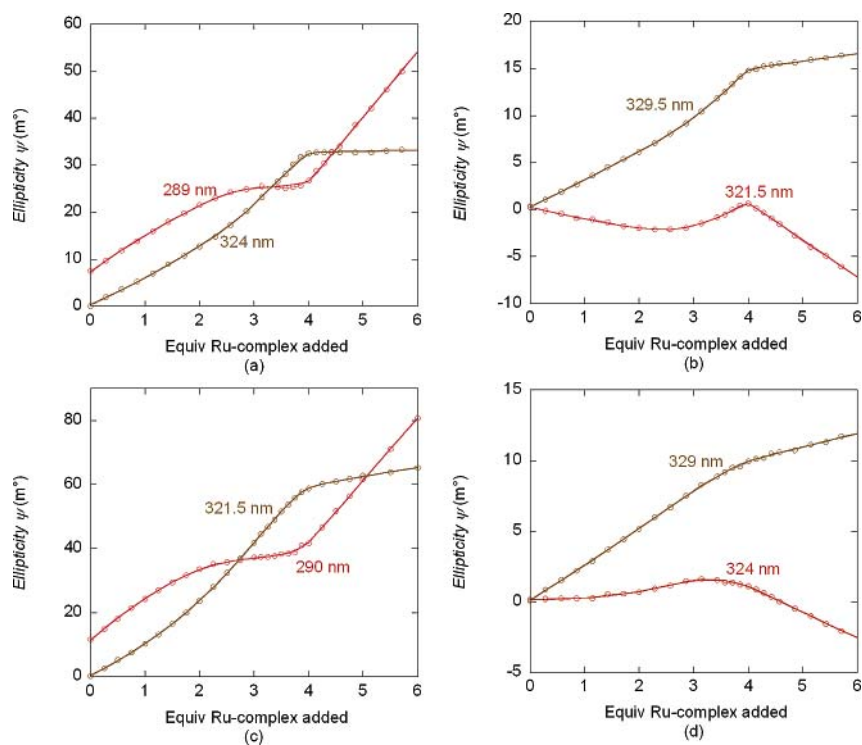 60
50
40
30
20
10
0
Ellipticity ψ (m°)
289 nm
324 nm
0 1 2 3 4 5 6
Equiv Ru-complex added
(a)
20
15
10
5
0
-5
-10
Ellipticity ψ (m°)
329.5 nm
321.5 nm
0 1 2 3 4 5 6
Equiv Ru-complex added
(b)
80
60
40
20
0
Ellipticity ψ (m°)
321.5 nm
290 nm
0 1 2 3 4 5 6
Equiv Ru-complex added
(c)
15
10
5
0
-5
Ellipticity ψ (m°)
329 nm
324 nm
0 1 2 3 4 5 6
Equiv Ru-complex added
(d)